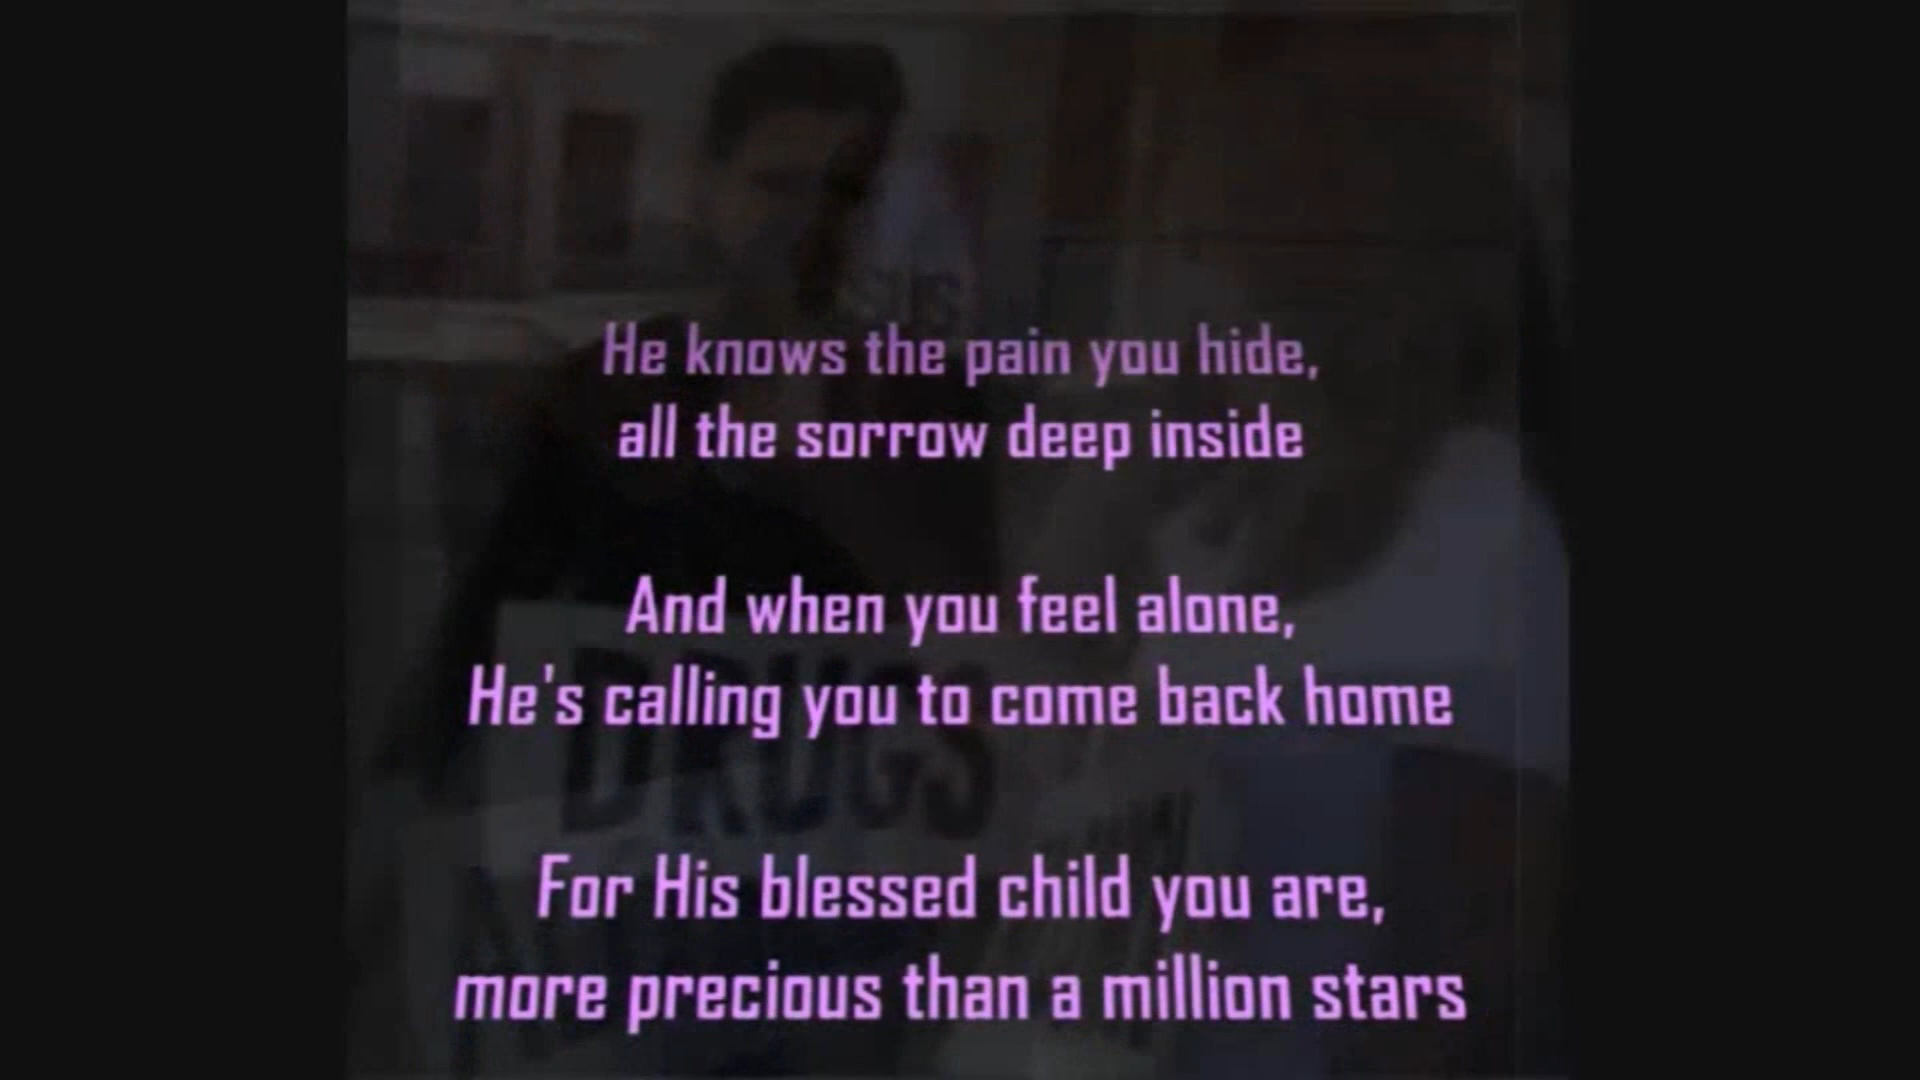 He knows the pain you hide,
all the sorrow deep inside
And when you feel alone,
He's calling you to come back home
DRUGS
For His blessed child you are,
more precious than a million stars